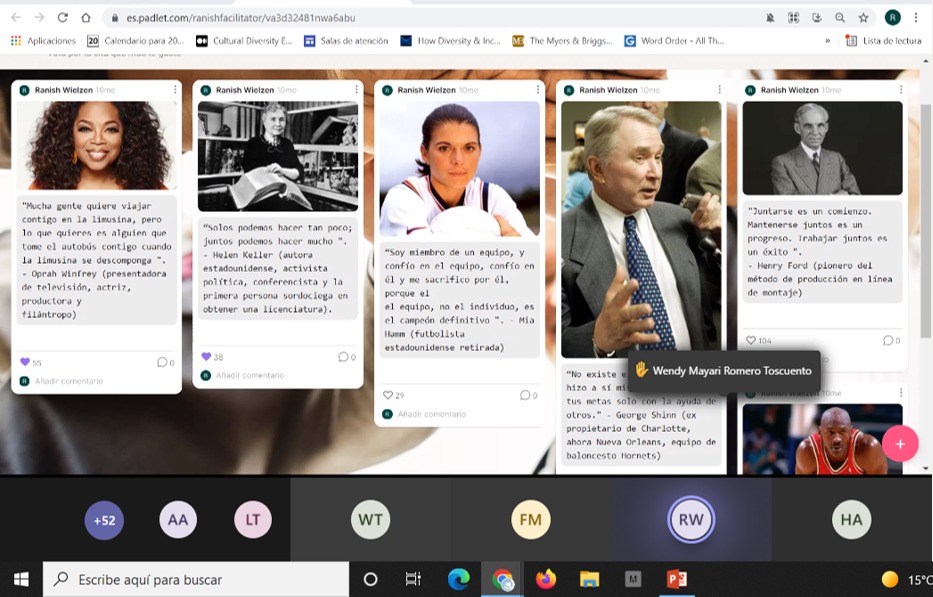 es.padlet.com/ranishfacilitator/va3d32481nwa6abu
R
Aplicaciones
20 Calendario para 20...
Cultural Diversity E...
Salas de atención
How Diversity & Inc...
The Myers & Briggs...
G Word Order - All Th...
»
Lista de lectura
R Ranish Wielzen 10mo
"Mucha gente quiere viajar
contigo en la limusina, pero
lo que quieres es alguien que
tome el autobús contigo cuando
la limusina se descomponga ".
- Oprah Winfrey (presentadora
de televisión, actriz,
productora y
filántropo)
55
0
R Añadir comentario
R Ranish Wielzen 10mo
“Solos podemos hacer tan poco;
juntos podemos hacer mucho ".
- Helen Keller (autora
estadounidense, activista
política, conferencista y la
primera persona sordociega en
obtener una licenciatura).
38
0
R Añadir comentario
R Ranish Wielzen 10mo
“Soy miembro de un equipo, y
confío en el equipo, confío en
él y me sacrifico por él,
porque el
el equipo, no el individuo, es
el campeón definitivo ". - Mia
Hamm (futbolista
estadounidense retirada)
29
0
R Añadir comentario
R Ranish Wielzen 10mo
“No existe
hizo a sí
tus metas solo con la ayuda de
otros." - George Shinn (ex
propietario de Charlotte,
ahora Nueva Orleans, equipo de
baloncesto Hornets)
R Ranish Wielzen 10mo
"Juntarse es un comienzo.
Mantenerse juntos es un
progreso. Trabajar juntos es
un éxito ".
- Henry Ford (pionero del
método de producción en línea
de montaje)
104
0
Wendy Mayari Romero Toscuento
+
+52
AA
LT
WT
FM
RW
HA
Escribe aquí para buscar
M
P
15°C